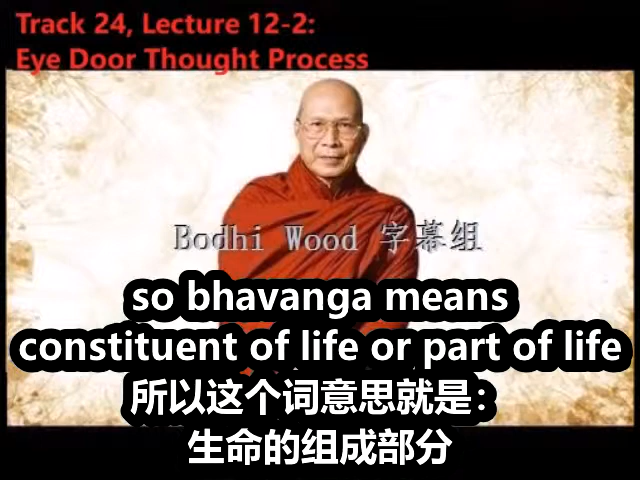 Track 24, Lecture 12-2:
Eye Door Thought Process
Bodhi Wood 字幕组
so bhavanga means
constituent of life or part of life
所以这个词意思就是：
生命的组成部分